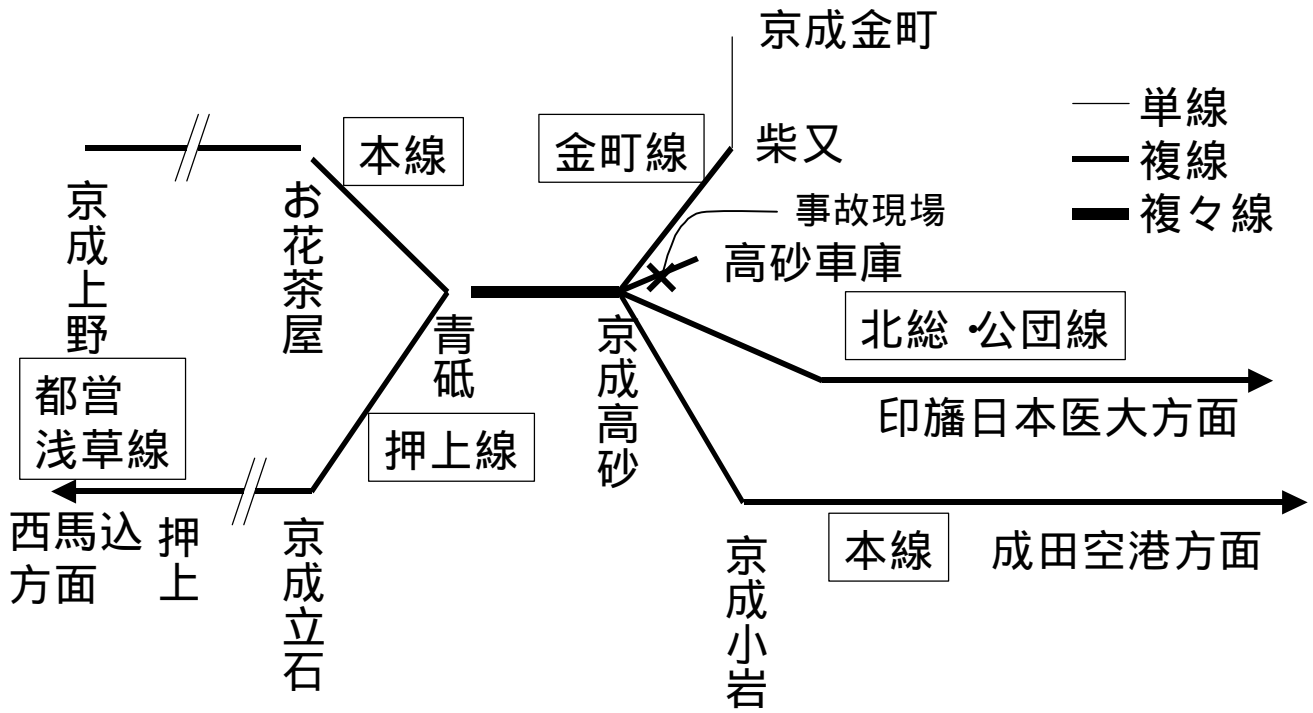 京成金町
単線
複線
複々線
本線
金町線
柴又
事故現場
高砂車庫
京成上野
お花茶屋
青砥
京成高砂
北総・公団線
印旛日本医大方面
都営
浅草線
押上線
西馬込
方面
押上
京成立石
京成小岩
本線
成田空港方面